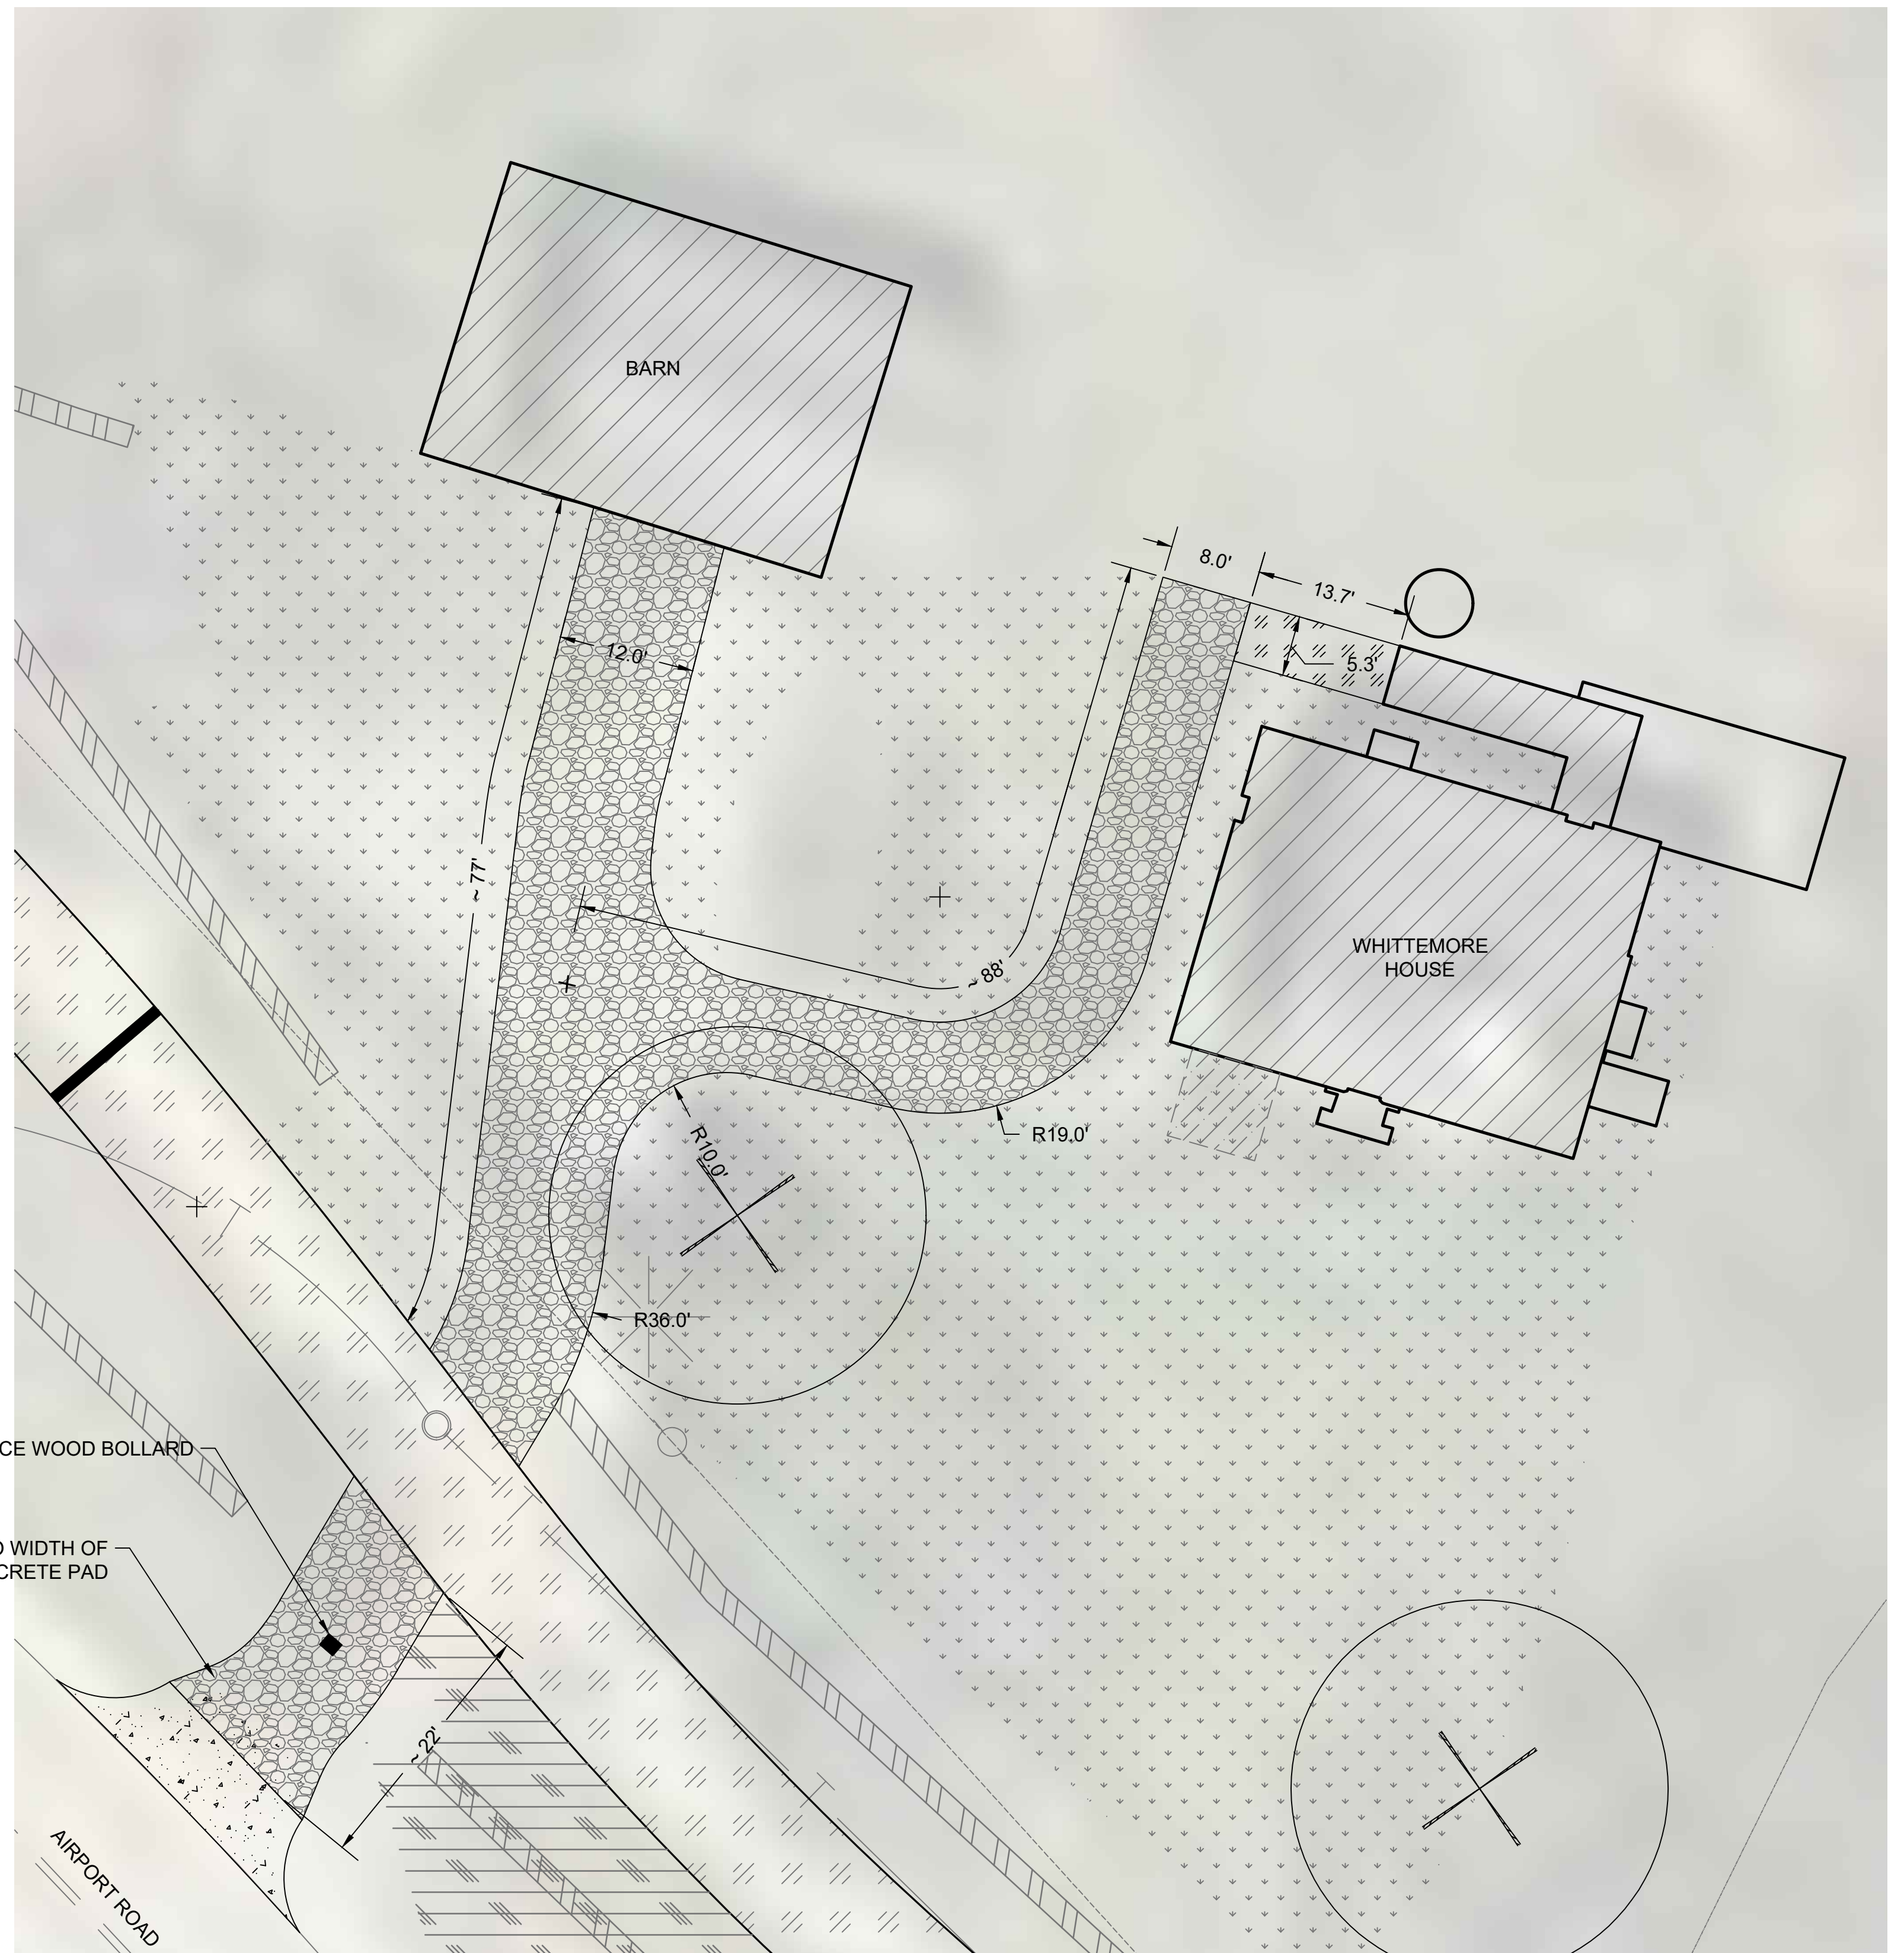 BARN
8.0'
13.7'
12.0'
5.3'
~ 77'
WHITTEMORE
HOUSE
~ 88'
R10.0'
R19.0'
R36.0'
CE WOOD BOLLARD
WIDTH OF
CRETE PAD
~ 22'
AIRPORT ROAD